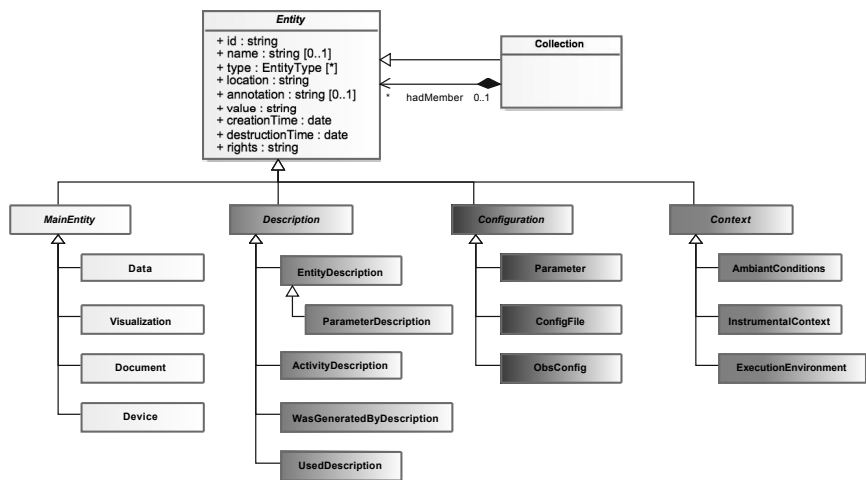 Entity
+ id : string
+ name : string [0..1]
+ type : EntityType [*]
+ location : string
+ annotation : string [0..1]
+ value : string
+ creationTime : date
+ destructionTime : date
+ rights : string
Collection
* hadMember 0..1
MainEntity
Description
Configuration
Context
Data
Visualization
Document
Device
EntityDescription
ParameterDescription
ActivityDescription
WasGeneratedByDescription
UsedDescription
Parameter
ConfigFile
ObsConfig
AmbiantConditions
InstrumentalContext
ExecutionEnvironment